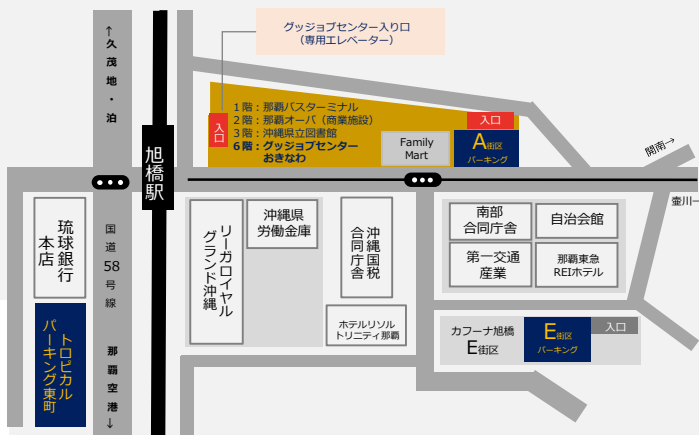 グッジョブセンター入り口
（専用エレベーター）
↑久茂地・泊
旭橋駅
入口
1階：那覇バスターミナル
2階：那覇オーパ（商業施設）
3階：沖縄県立図書館
6階：グッジョブセンター
おきなわ
Family
Mart
入口
A街区
パーキング
開南→
壷川→
琉球銀行
本店
国道58号線
那覇空港↓
トロピカル
パーキング東町
リーガロイヤル
グランド沖縄
沖縄県
労働金庫
沖縄国税
合同庁舎
ホテルリソル
トリニティ那覇
南部
合同庁舎
自治会館
第一交通
産業
那覇東急
REIホテル
カフーナ旭橋
E街区
E街区
パーキング
入口